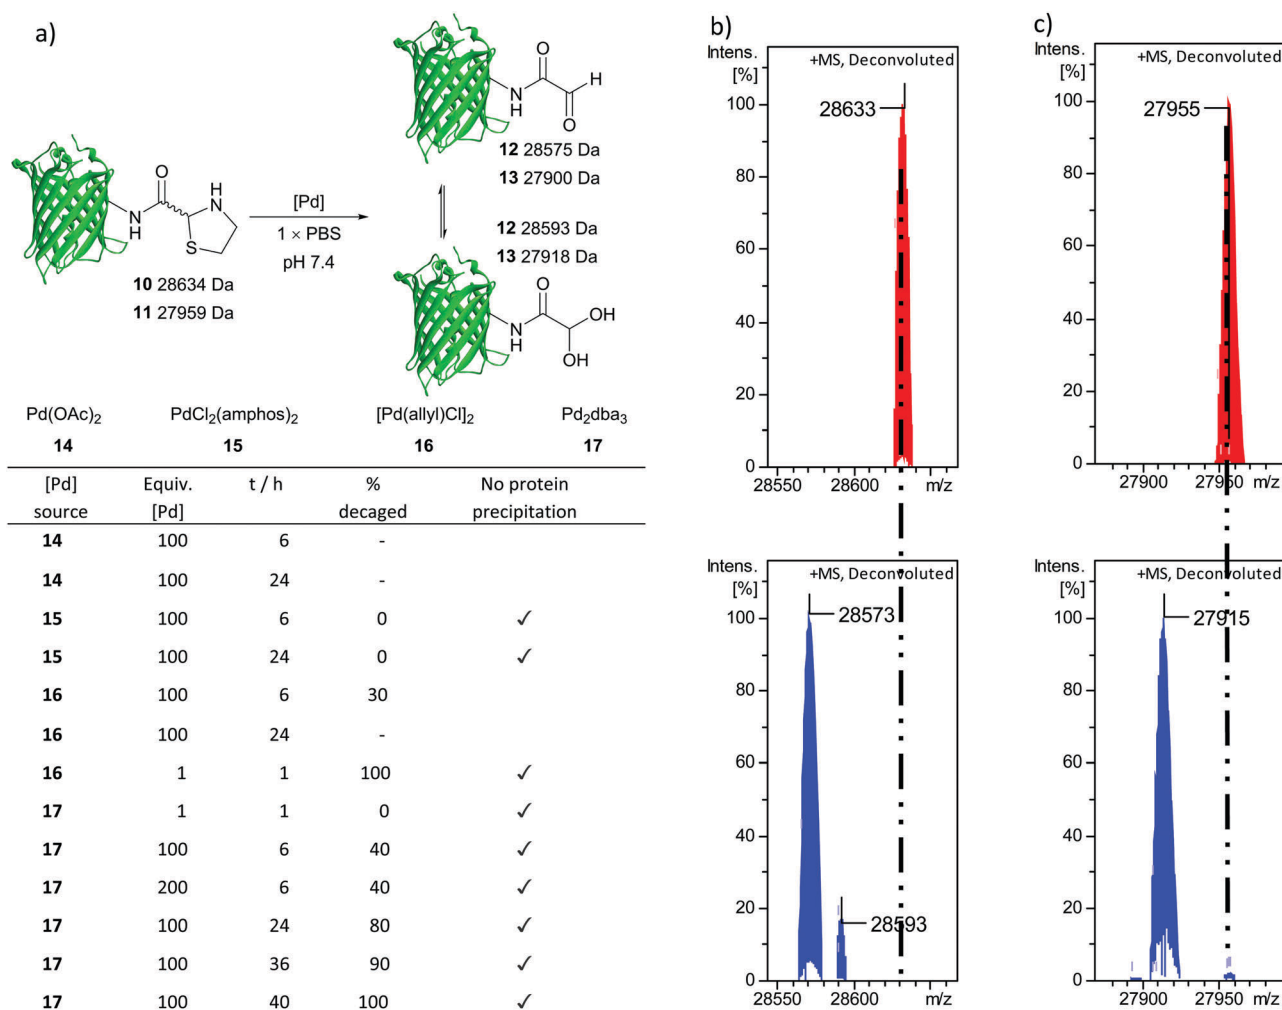 a)
O
O
H
N
H
O
12 28575 Da
13 27900 Da
O
H
N
N
H
S
10 28634 Da
11 27959 Da
[Pd]
1 × PBS
pH 7.4
12 28593 Da
13 27918 Da
O
OH
N
H
OH
Pd(OAc)2 PdCl2(amphos)2 [Pd(allyl)Cl]2 Pd2dba3
14 15 16 17
[Pd] Equiv. t / h % No protein
source [Pd] decaged precipitation
14 100 6 -
14 100 24 -
15 100 6 0 ✓
15 100 24 0 ✓
16 100 6 30
16 100 24 -
16 1 1 100 ✓
17 1 1 0 ✓
17 100 6 40 ✓
17 200 6 40 ✓
17 100 24 80 ✓
17 100 36 90 ✓
17 100 40 100 ✓
b)
Intens.
[%]
+MS, Deconvoluted
100
80
60
40
20
0
28633
28550 28600 m/z
Intens.
[%]
+MS, Deconvoluted
100
80
60
40
20
0
28573
28593
28550 28600 m/z
c)
Intens.
[%]
+MS, Deconvoluted
100
80
60
40
20
0
27955
27900 27950 m/z
Intens.
[%]
+MS, Deconvoluted
100
80
60
40
20
0
27915
27900 27950 m/z